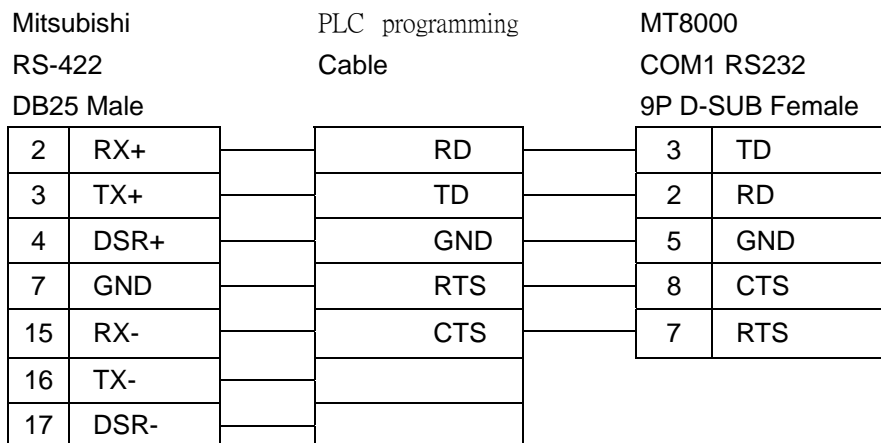 Mitsubishi PLC programming MT8000
RS-422 Cable COM1 RS232
DB25 Male 9P D-SUB Female
2 RX+ RD 3 TD
3 TX+ TD 2 RD
4 DSR+ GND 5 GND
7 GND RTS 8 CTS
15 RX- CTS 7 RTS
16 TX-
17 DSR-